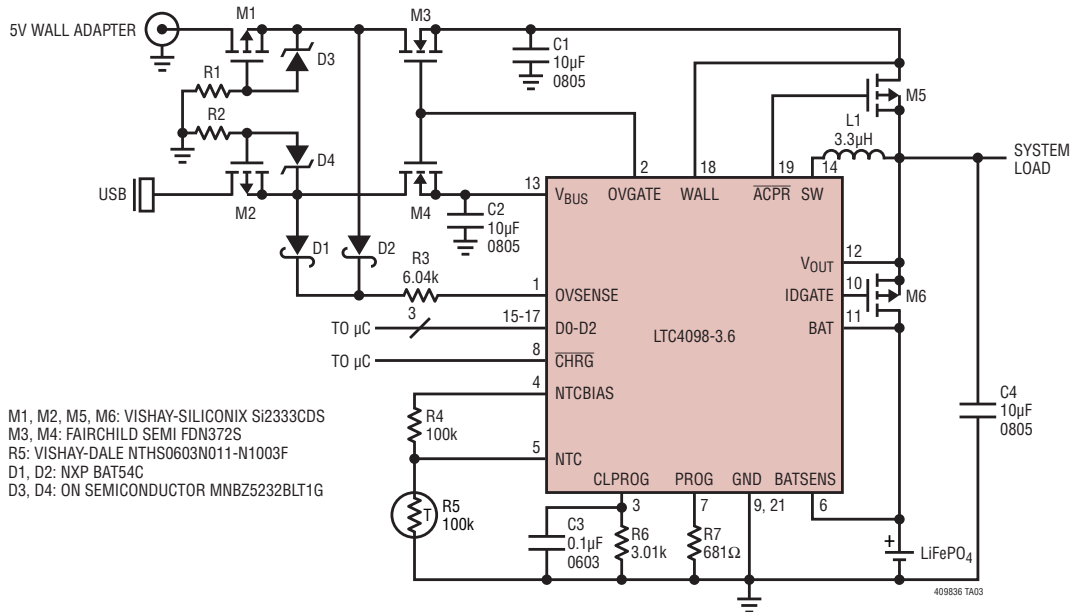 5V WALL ADAPTER
M1
M3
D3
C1
10µF
0805
R1
R2
M5
L1
3.3µH
D4
2
18
19
14
SYSTEM
LOAD
USB
M2
M4
13
VBUS
OVGATE
WALL
ACPR
SW
C2
10µF
0805
D1
D2
R3
6.04k
12
VOUT
1
OVSENSE
10
IDGATE
M6
3
TO µC
15-17
D0-D2
LTC4098-3.6
11
BAT
TO µC
8
CHRG
4
NTCBIAS
C4
10µF
0805
M1, M2, M5, M6: VISHAY-SILICONIX Si2333CDS
M3, M4: FAIRCHILD SEMI FDN372S
R5: VISHAY-DALE NTHS0603N011-N1003F
D1, D2: NXP BAT54C
D3, D4: ON SEMICONDUCTOR MNBZ5232BLT1G
R4
100k
5
NTC
CLPROG
PROG
GND
BATSENS
3
7
9, 21
6
T
R5
100k
C3
0.1µF
0603
R6
3.01k
R7
681Ω
+
LiFePO4
409836 TA03